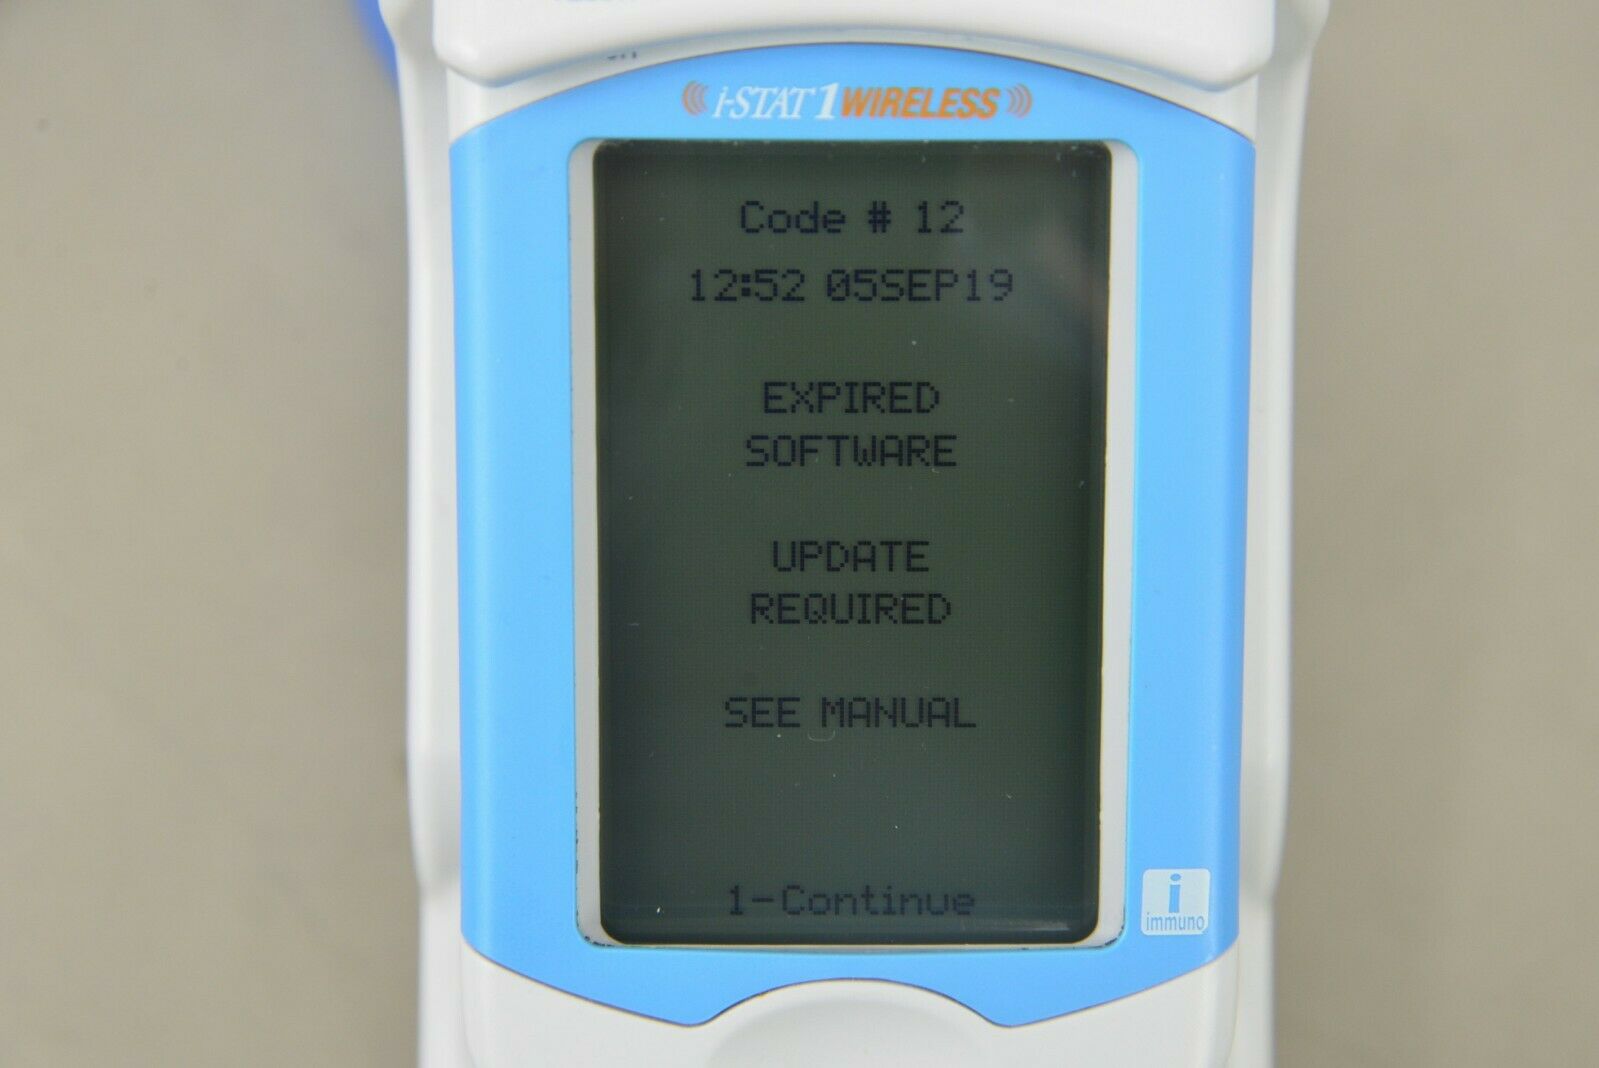 i-STAT 1 WIRELESS
Code # 12
12:52 05SEP19
EXPIRED
SOFTWARE
UPDATE
REQUIRED
SEE MANUAL
1-Continue
i
immuno